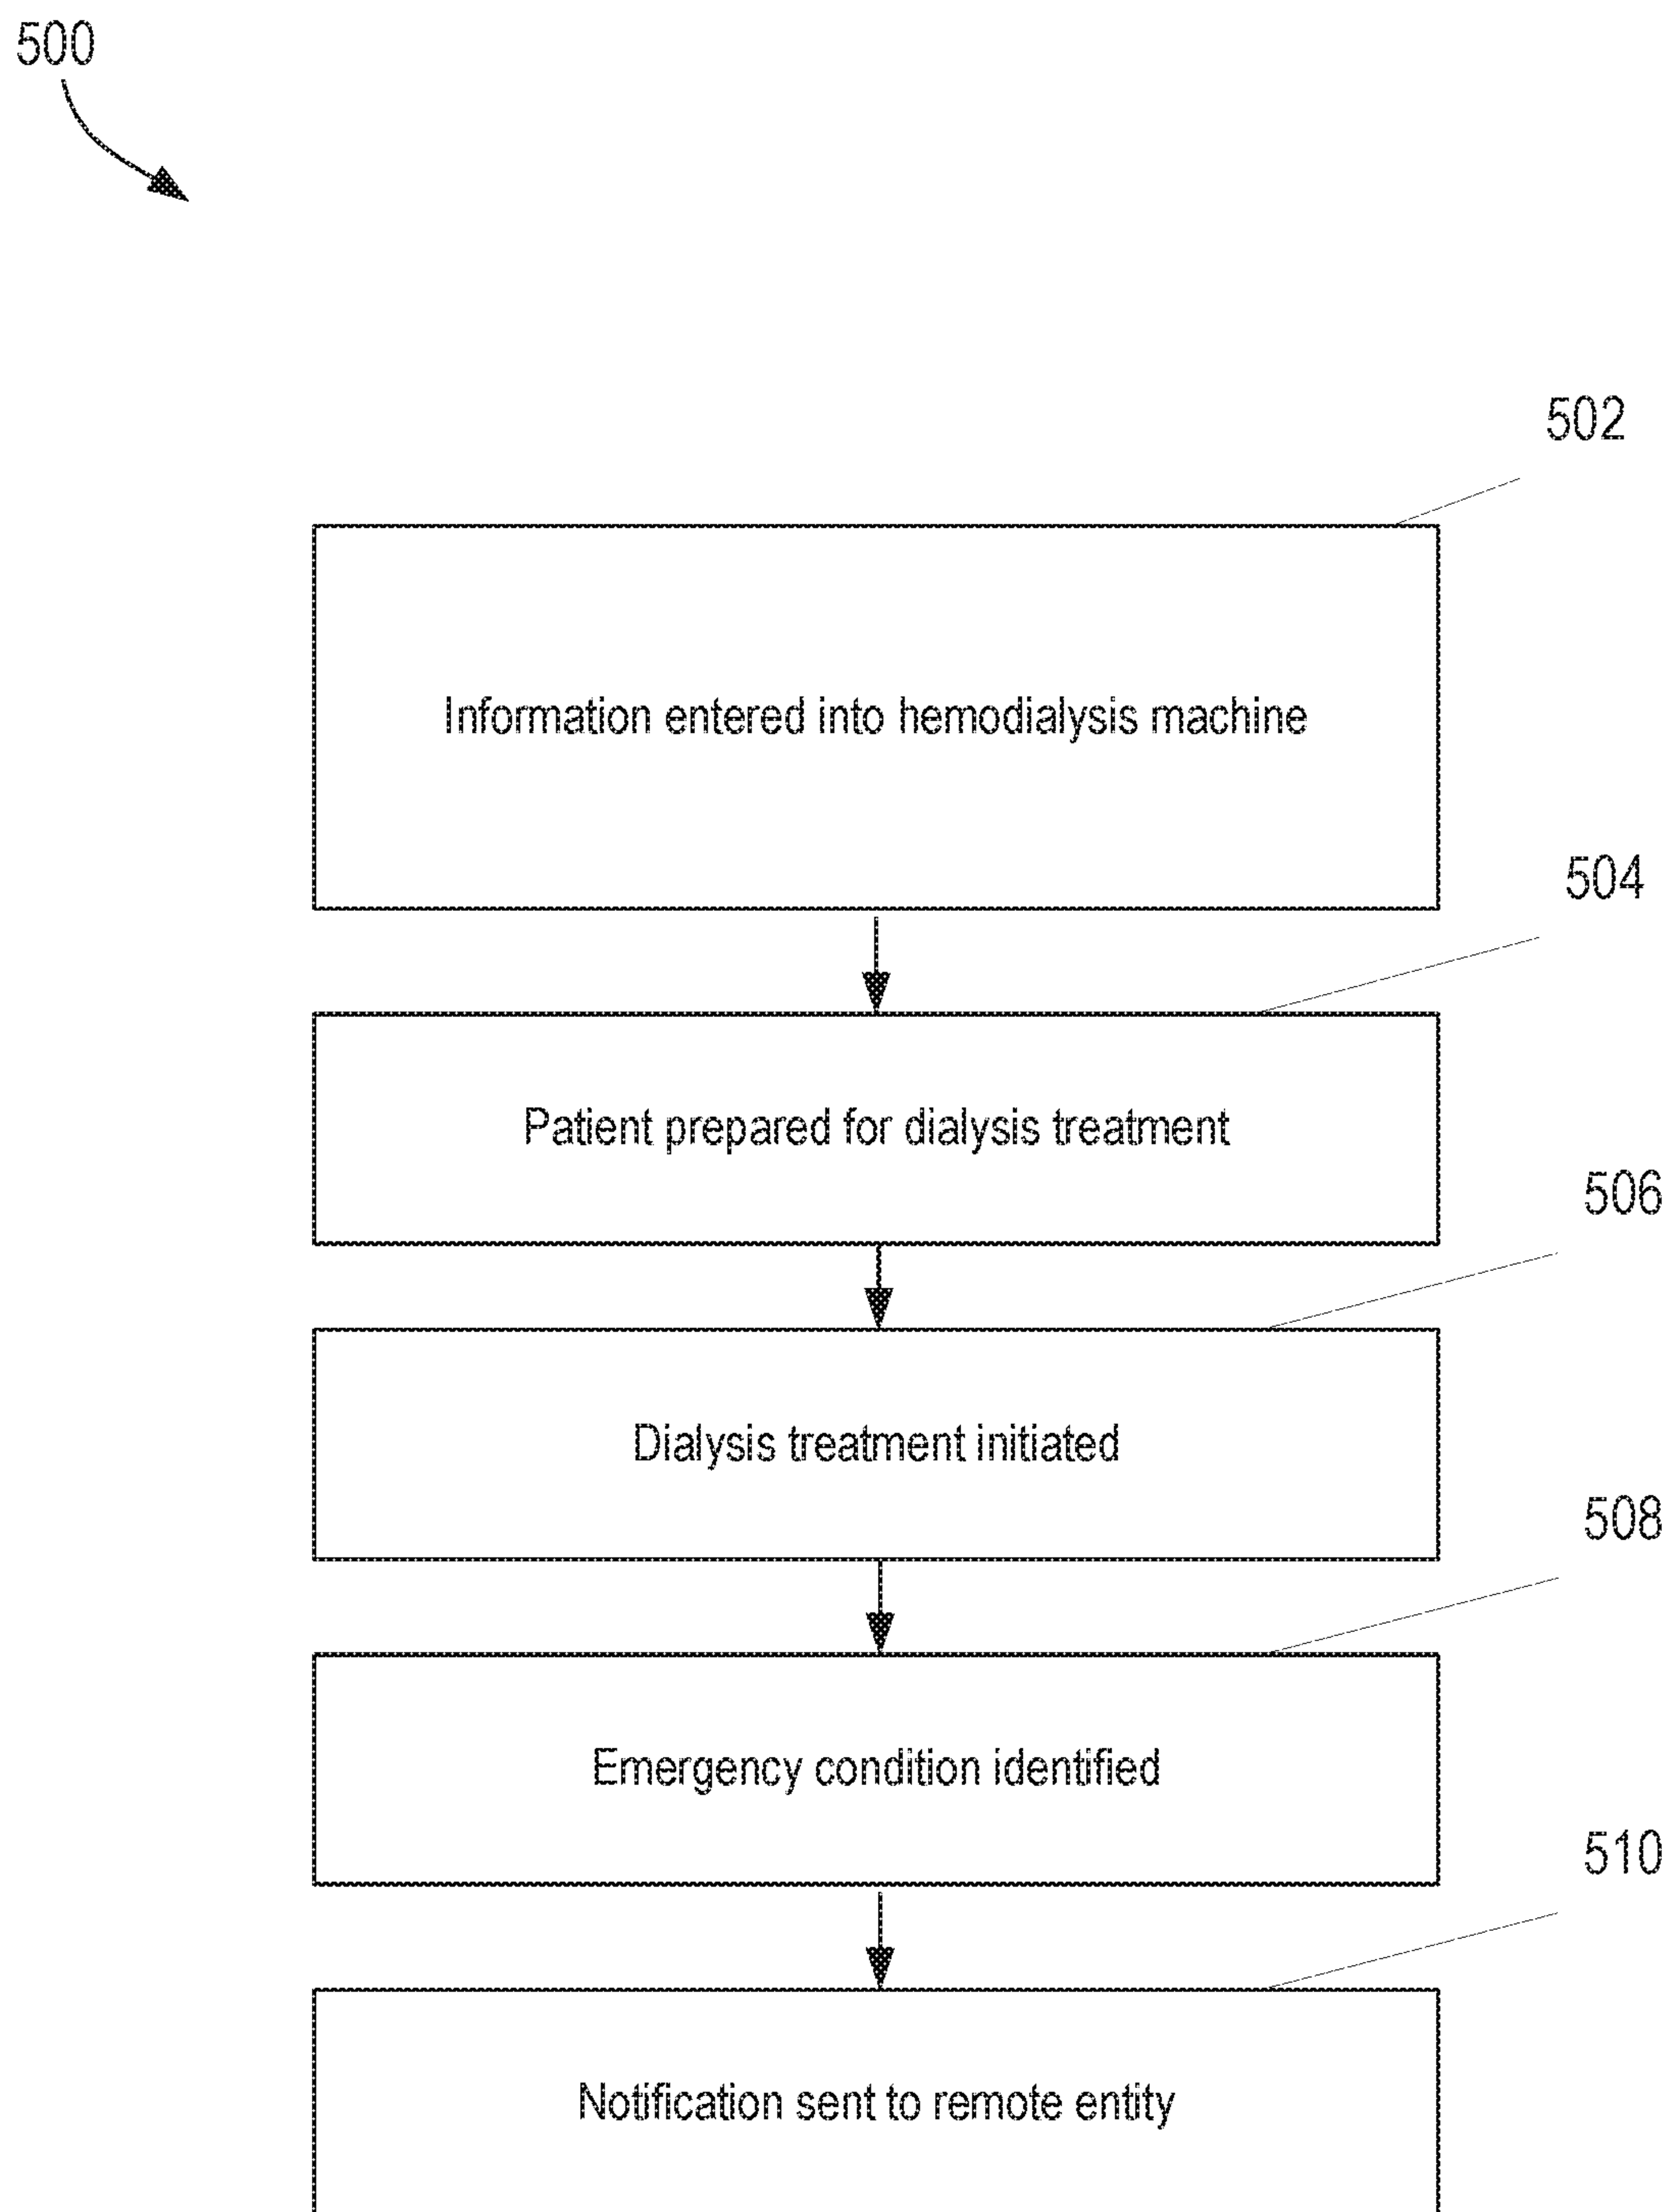 500
502
Information entered into hemodialysis machine
504
Patient prepared for dialysis treatment
506
Dialysis treatment initiated
508
Emergency condition identified
510
Notification sent to remote entity